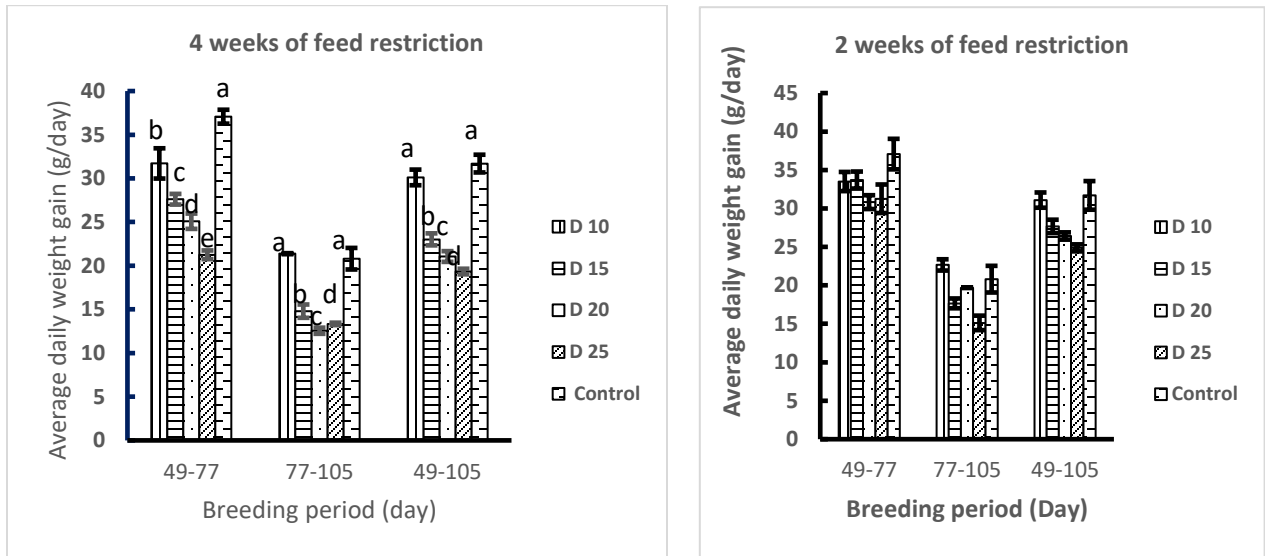 4 weeks of feed restriction
Average daily weight gain (g/day)
40
35
30
25
20
15
10
5
0
b
c
d
e
a
a
b
c
d
a
a
b
c
d
a
49-77
77-105
49-105
Breeding period (day)
D 10
D 15
D 20
D 25
Control
2 weeks of feed restriction
Average daily weight gain (g/day)
45
40
35
30
25
20
15
10
5
0
49-77
77-105
49-105
Breeding period (Day)
D 10
D 15
D 20
D 25
Control